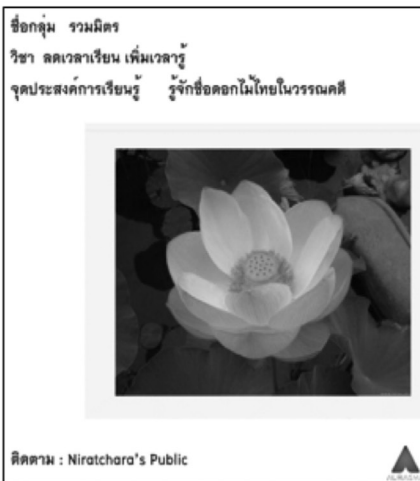 ชื่อกลุ่ม รวมมิตร
วิชา ลดเวลาเรียน เพิ่มเวลารู้
จุดประสงค์การเรียนรู้ รู้จักชื่อดอกไม้ไทยในวรรณคดี
ติดตาม : Niratchara's Public